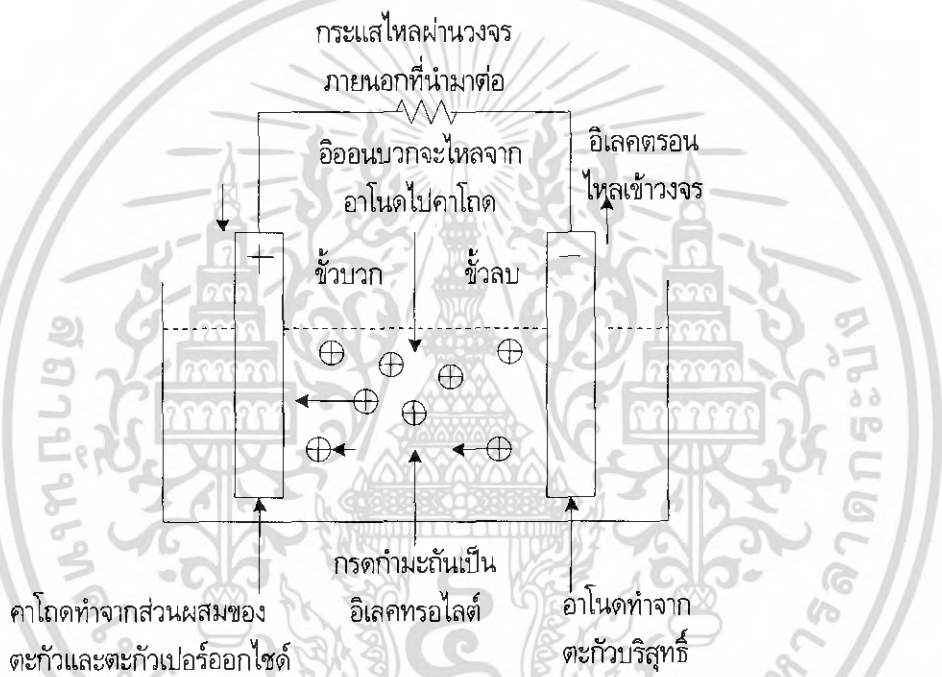 กระแสไหลผ่านวงจร
ภายนอกที่นำมาต่อ
อิออนบวกจะไหลจาก
อาโนดไปคาโถด
อิเลคตรอน
ไหลเข้าวงจร
+
ขั้วบวก
ขั้วลบ
−
กรดกำมะถันเป็น
อิเลคทรอไลต์
คาโถดทำจากส่วนผสมของ
ตะกัวและตะกัวเปอร์ออกไซด์
อาโนดทำจาก
ตะกัวบริสุทธิ์